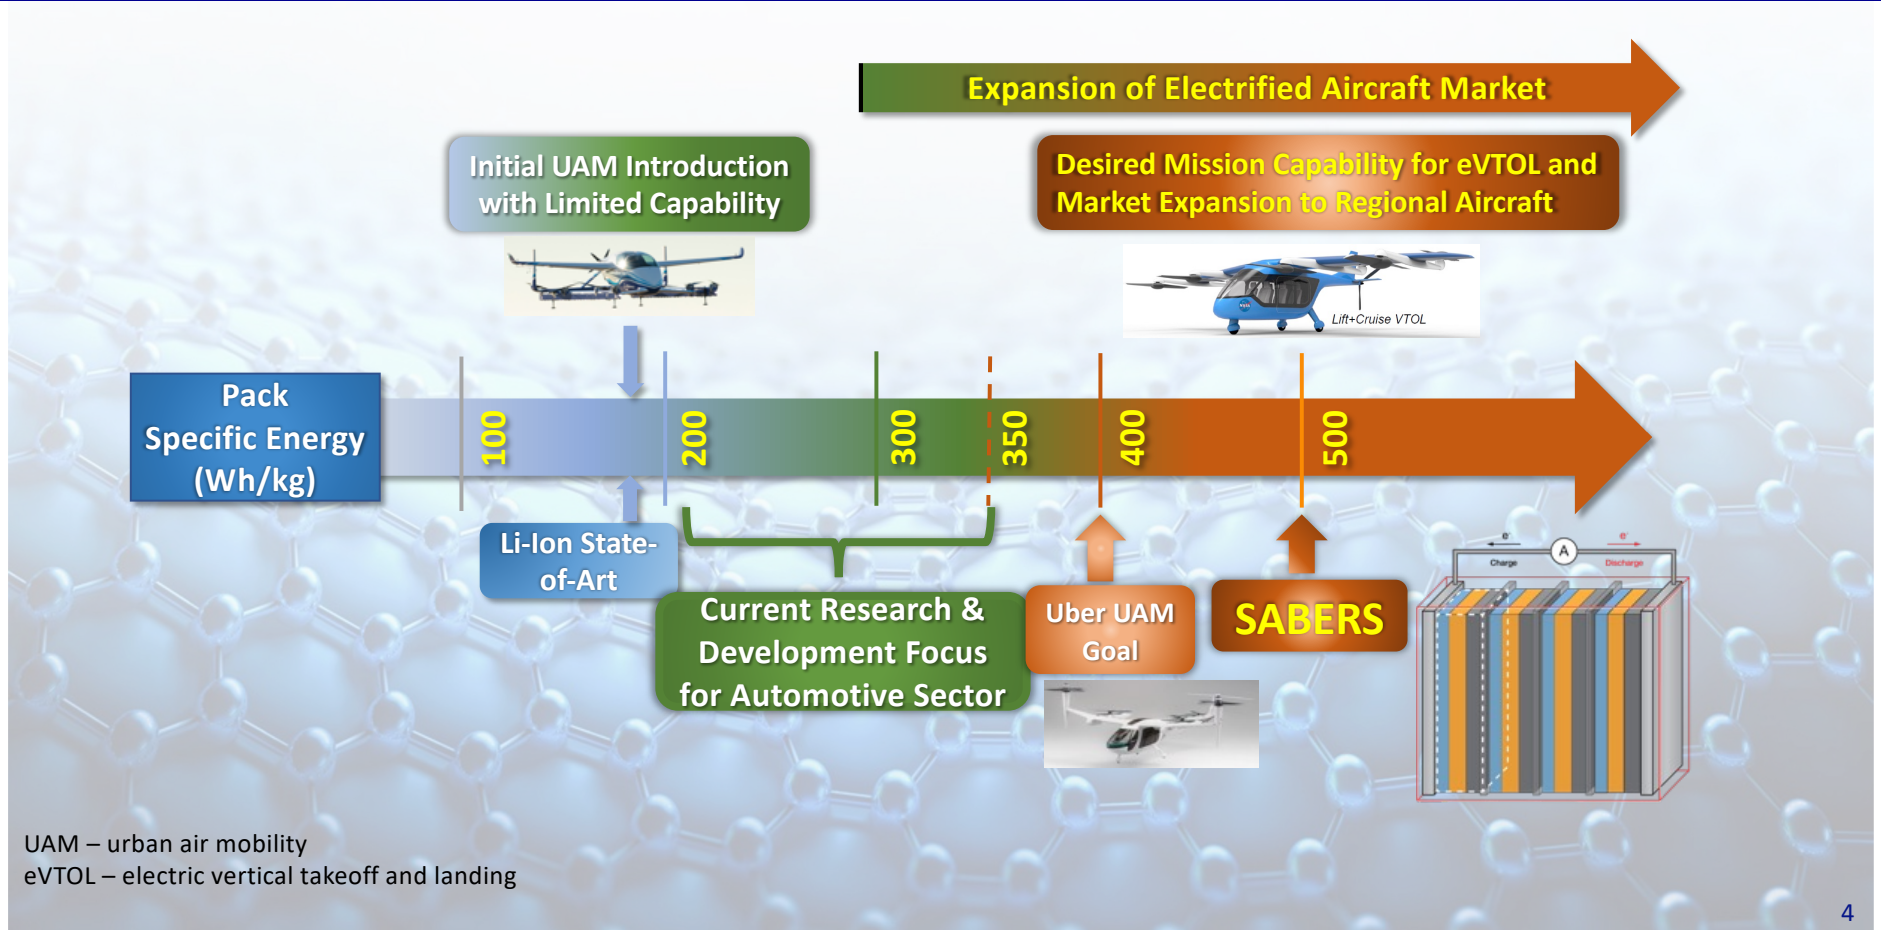 Expansion of Electrified Aircraft Market
Initial UAM Introduction
with Limited Capability
Desired Mission Capability for eVTOL and
Market Expansion to Regional Aircraft
Lift+Cruise VTOL
Pack
Specific Energy
(Wh/kg)
100
200
300
350
400
500
Li-Ion State-
of-Art
Current Research &
Development Focus
for Automotive Sector
Uber UAM
Goal
SABERS
e-
Charge
A
e-
Discharge
UAM – urban air mobility
eVTOL – electric vertical takeoff and landing
4